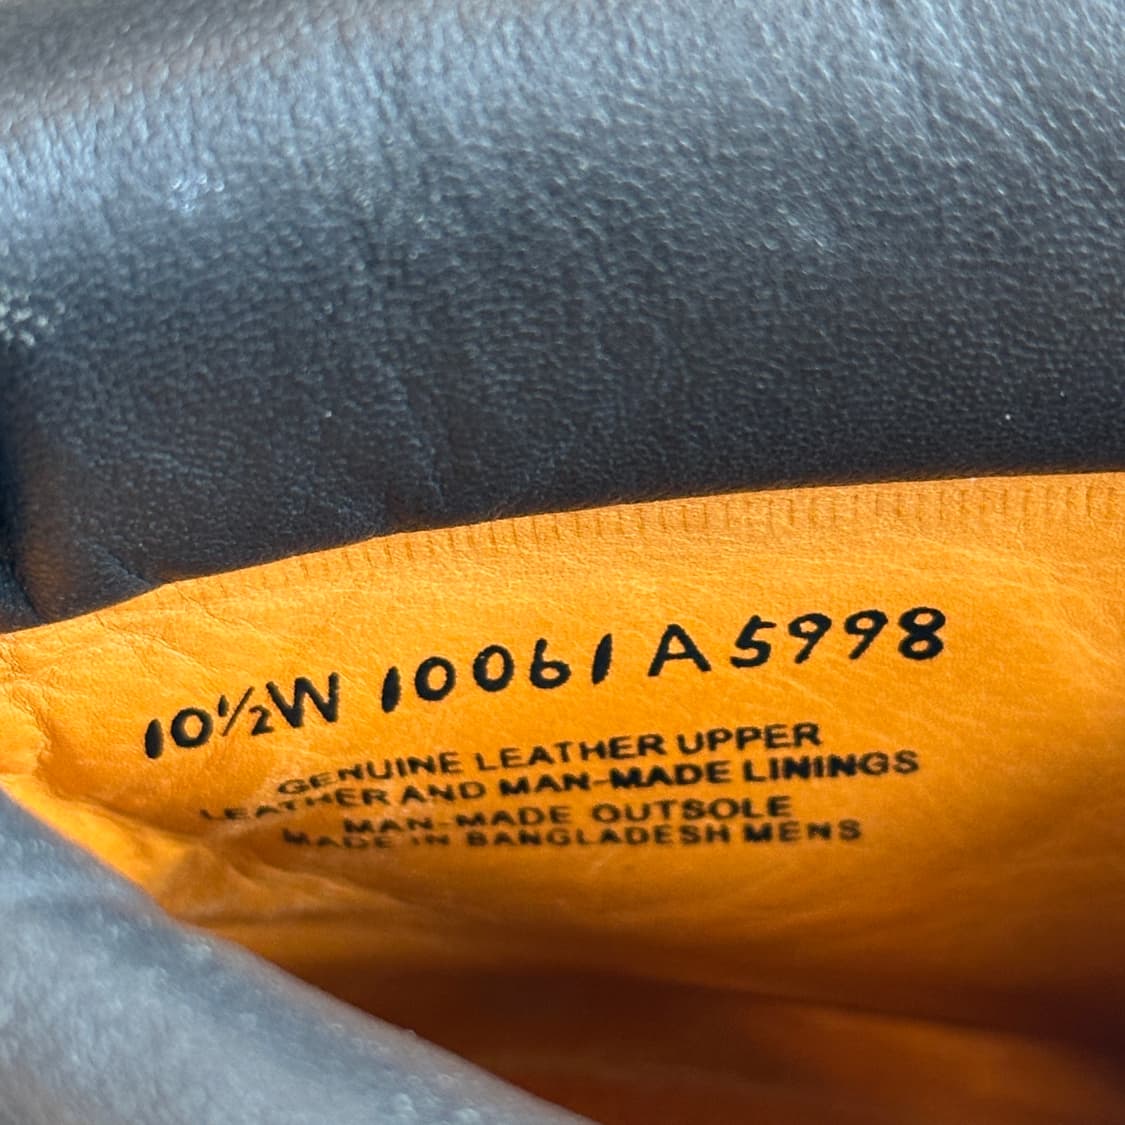 10½W 10061 A5998
GENUINE LEATHER UPPER
LEATHER AND MAN-MADE LININGS
MAN-MADE OUTSOLE
MADE IN BANGLADESH MENS